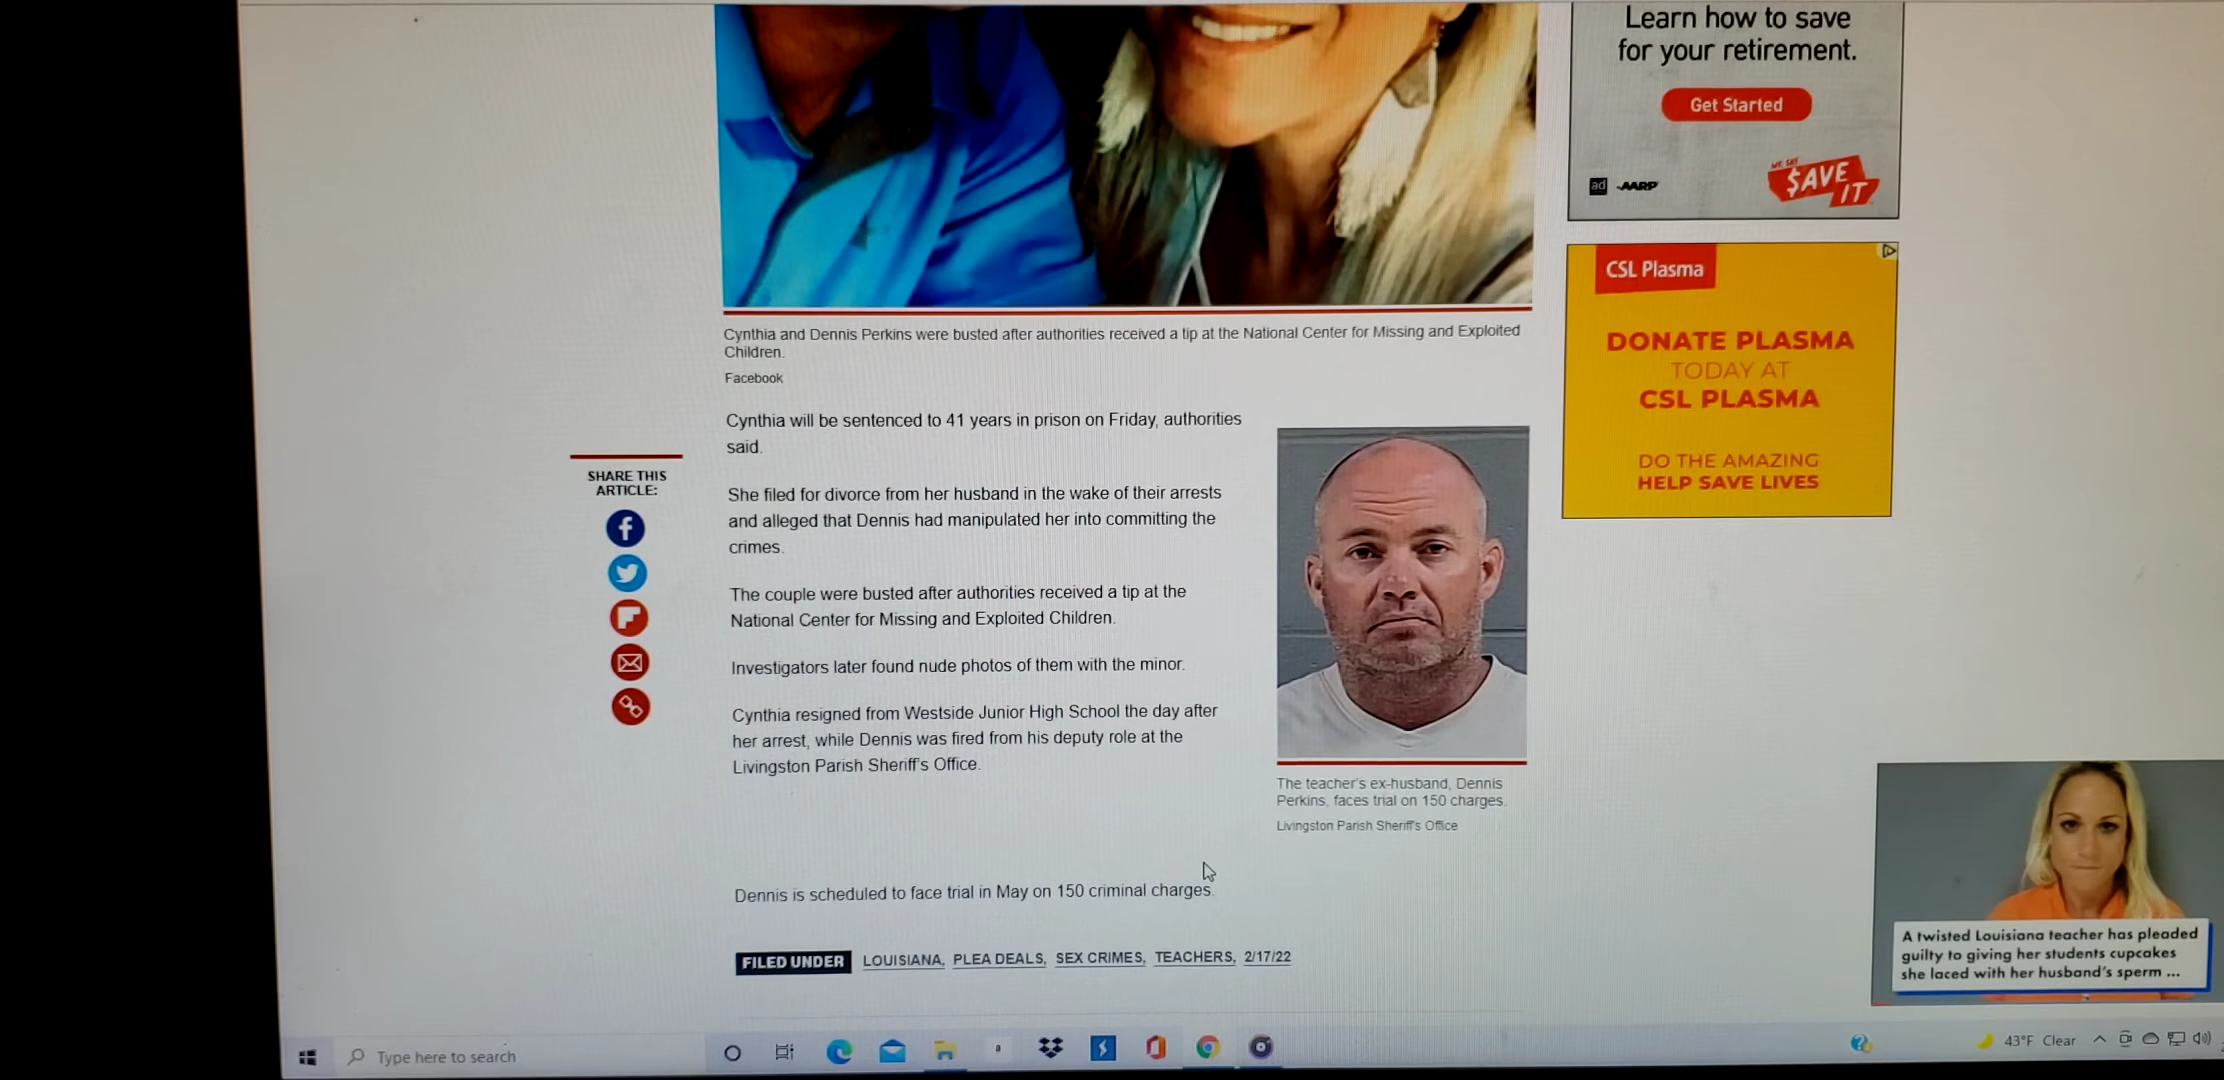 Learn how to save
for your retirement.
Get Started
WE SAY
$AVE
IT
ad AARP
CSL Plasma
DONATE PLASMA
TODAY AT
CSL PLASMA
DO THE AMAZING
HELP SAVE LIVES
Cynthia and Dennis Perkins were busted after authorities received a tip at the National Center for Missing and Exploited
Children.
Facebook
SHARE THIS
ARTICLE:
Cynthia will be sentenced to 41 years in prison on Friday, authorities
said.
She filed for divorce from her husband in the wake of their arrests
and alleged that Dennis had manipulated her into committing the
crimes.
The couple were busted after authorities received a tip at the
National Center for Missing and Exploited Children.
Investigators later found nude photos of them with the minor.
Cynthia resigned from Westside Junior High School the day after
her arrest, while Dennis was fired from his deputy role at the
Livingston Parish Sheriff's Office.
The teacher's ex-husband, Dennis
Perkins, faces trial on 150 charges.
Livingston Parish Sheriff's Office
Dennis is scheduled to face trial in May on 150 criminal charges.
FILED UNDER LOUISIANA, PLEA DEALS, SEX CRIMES, TEACHERS, 2/17/22
A twisted Louisiana teacher has pleaded
guilty to giving her students cupcakes
she laced with her husband's sperm ...
Type here to search
a
43°F Clear